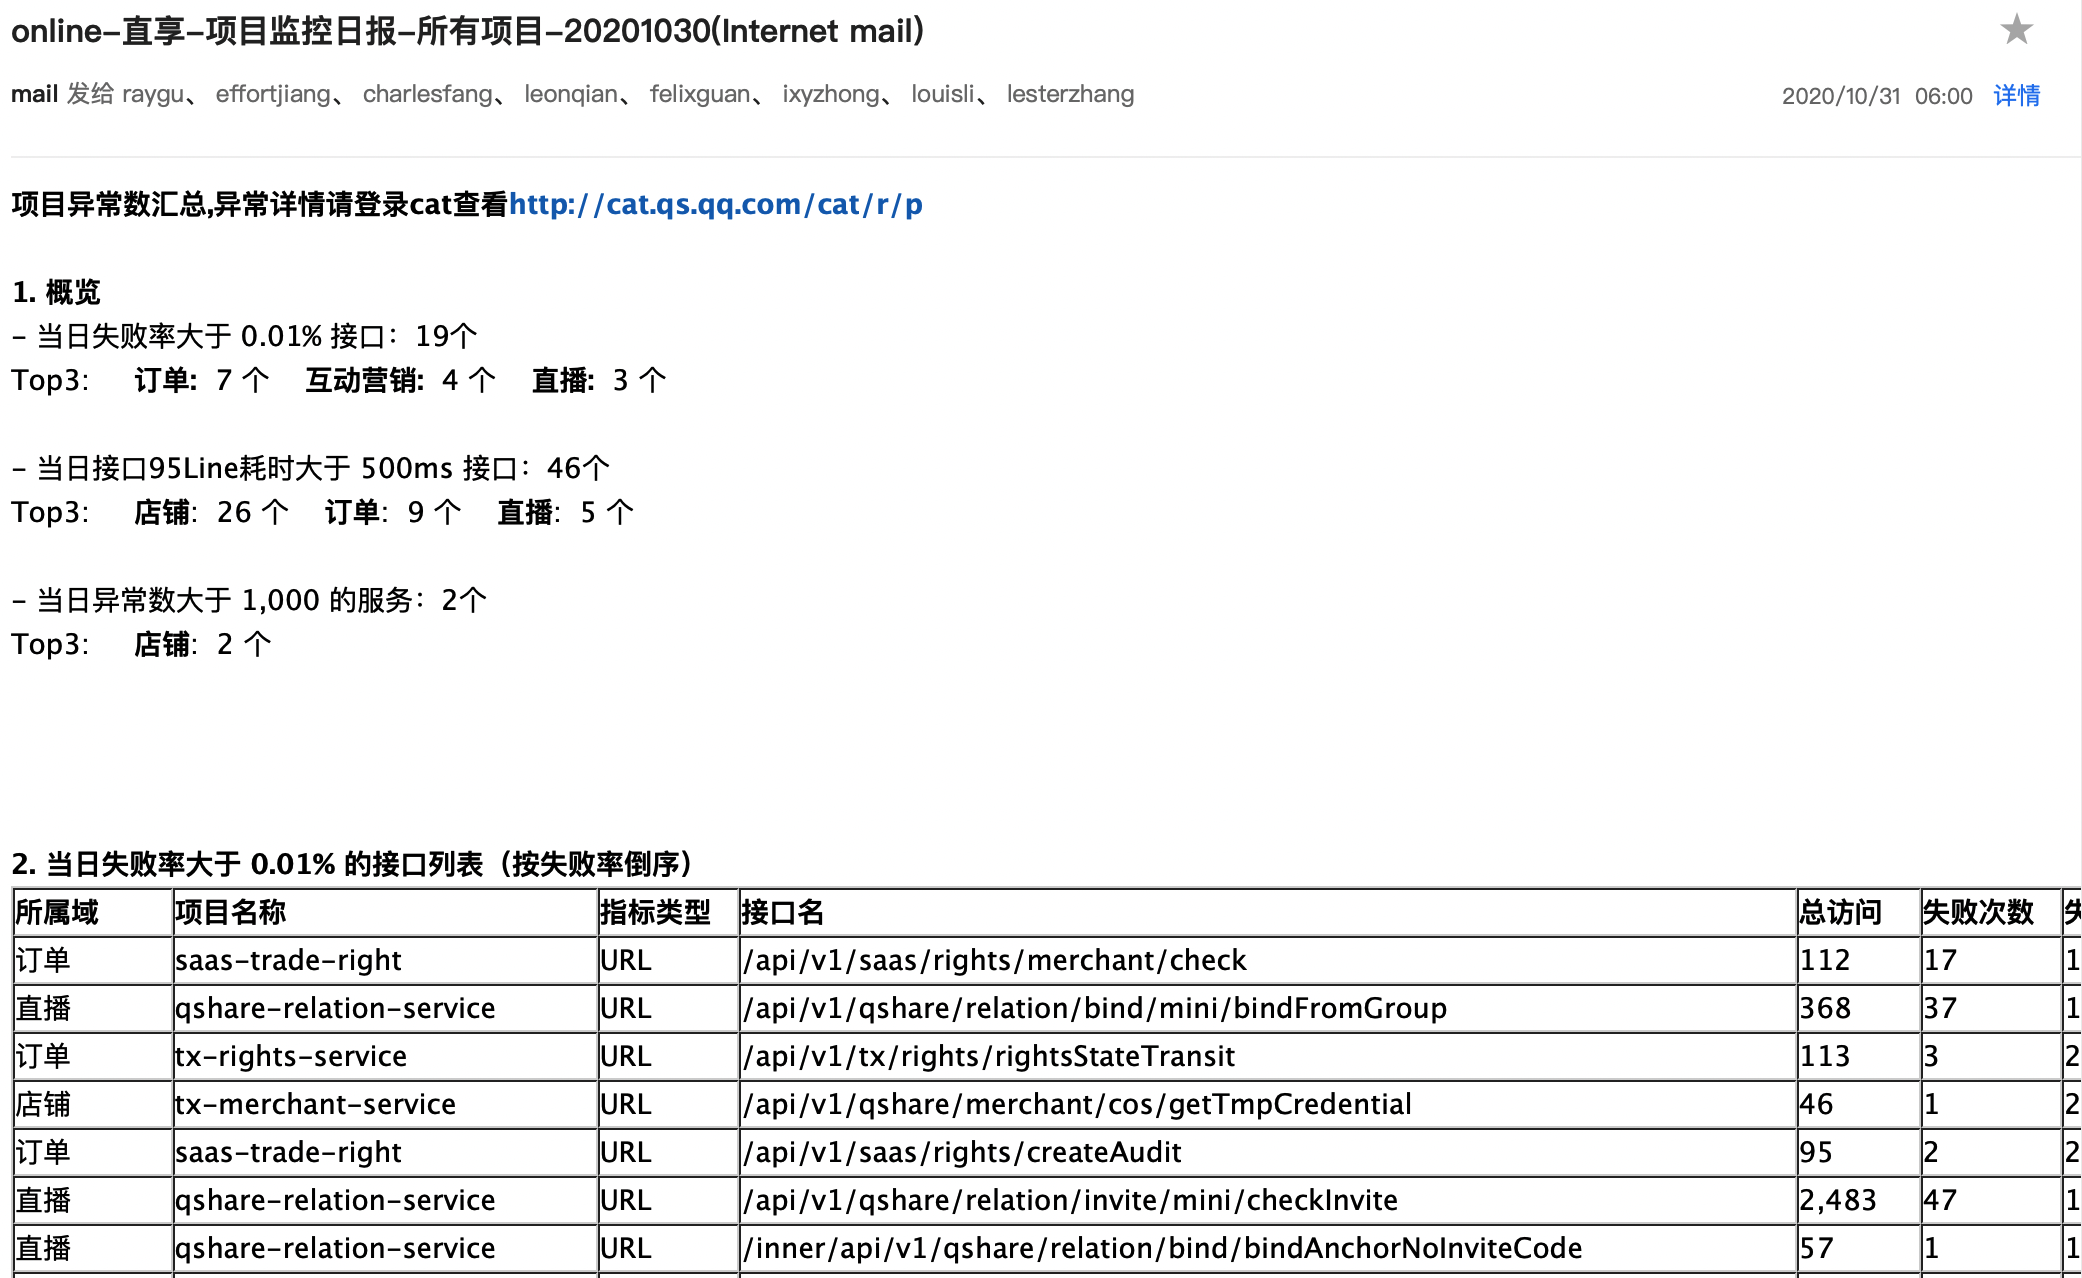 online-直享-项目监控日报-所有项目-20201030(Internet mail)
mail 发给 raygu、 effortjiang、 charlesfang、 leonqian、 felixguan、 ixyzhong、 louisli、 lesterzhang 2020/10/31 06:00 详情
项目异常数汇总,异常详情请登录cat查看http://cat.qs.qq.com/cat/r/p
1. 概览
- 当日失败率大于 0.01% 接口：19个
Top3: 订单: 7 个 互动营销: 4 个 直播: 3 个
- 当日接口95Line耗时大于 500ms 接口：46个
Top3: 店铺: 26 个 订单: 9 个 直播: 5 个
- 当日异常数大于 1,000 的服务：2个
Top3: 店铺: 2 个
2. 当日失败率大于 0.01% 的接口列表（按失败率倒序）
所属域 项目名称 指标类型 接口名 总访问 失败次数
订单 saas-trade-right URL /api/v1/saas/rights/merchant/check 112 17 1
直播 qshare-relation-service URL /api/v1/qshare/relation/bind/mini/bindFromGroup 368 37 1
订单 tx-rights-service URL /api/v1/tx/rights/rightsStateTransit 113 3 2
店铺 tx-merchant-service URL /api/v1/qshare/merchant/cos/getTmpCredential 46 1 2
订单 saas-trade-right URL /api/v1/saas/rights/createAudit 95 2 2
直播 qshare-relation-service URL /api/v1/qshare/relation/invite/mini/checkInvite 2,483 47 1
直播 qshare-relation-service URL /inner/api/v1/qshare/relation/bind/bindAnchorNoInviteCode 57 1 1